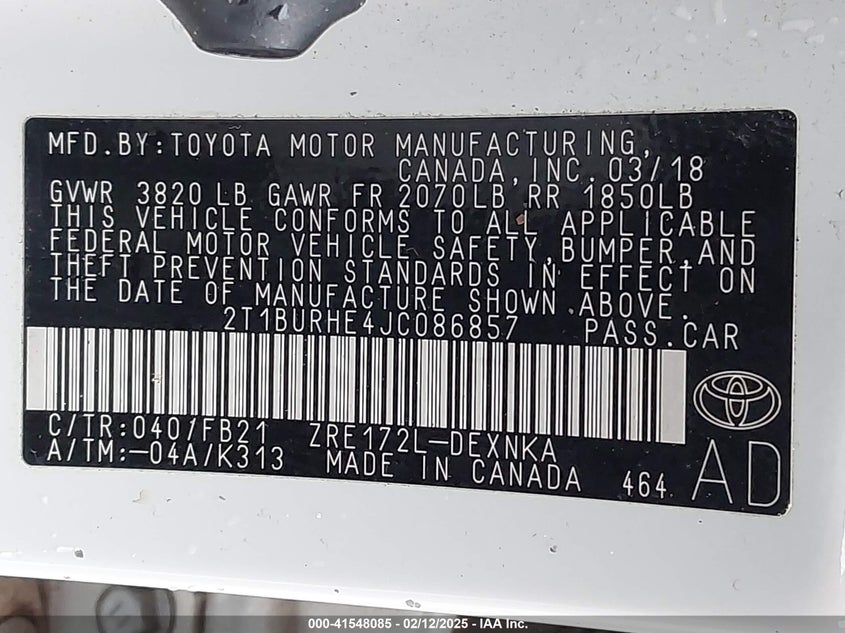 MFD.BY:TOYOTA MOTOR MANUFACTURING,
CANADA,INC. 03/18
GVWR 3820 LB GAWR FR 2070LB RR 1850LB
THIS VEHICLE CONFORMS TO ALL APPLICABLE
FEDERAL MOTOR VEHICLE SAFETY,BUMPER,AND
THEFT PREVENTION STANDARDS IN EFFECT ON
THE DATE OF MANUFACTURE SHOWN ABOVE.
2T1BURHE4JC086857 PASS.CAR
C/TR:0401FB21 ZRE172L-DEXNKA
A/TM:-04A/K313 MADE IN CANADA 464 AD
000-41548085 - 02/12/2025 - IAA Inc.